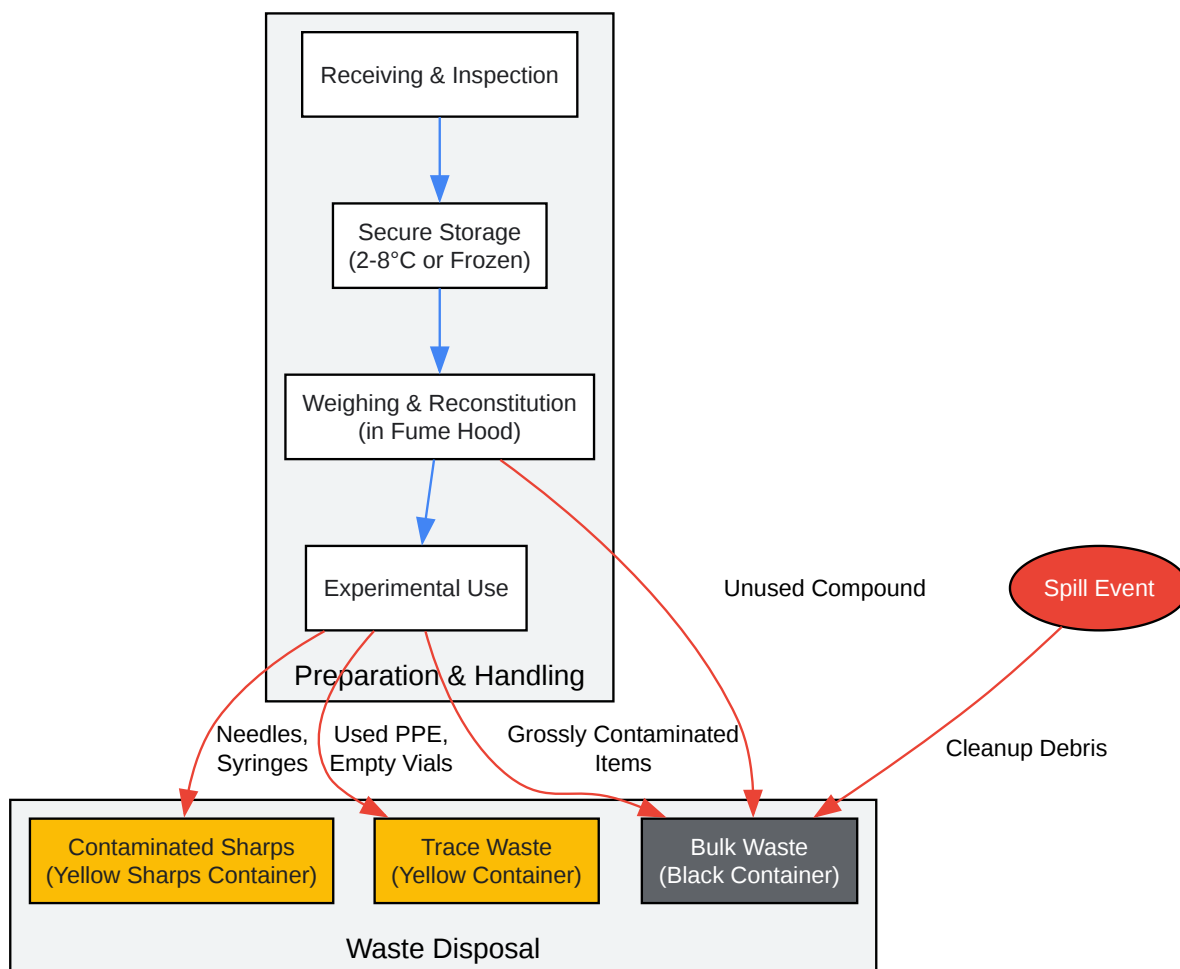 Receiving & Inspection
Secure Storage
(2-8°C or Frozen)
Weighing & Reconstitution
(in Fume Hood)
Experimental Use
Unused Compound
Spill Event
Preparation & Handling
Needles,
Syringes
Used PPE,
Empty Vials
Grossly Contaminated
Items
Cleanup Debris
Contaminated Sharps
(Yellow Sharps Container)
Trace Waste
(Yellow Container)
Bulk Waste
(Black Container)
Waste Disposal